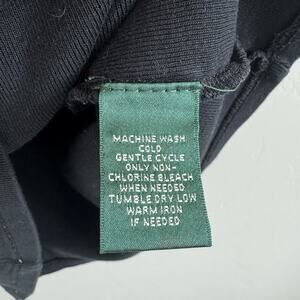 MACHINE WASH
COLD
GENTLE CYCLE
ONLY NON-
CHLORINE BLEACH
WHEN NEEDED
TUMBLE DRY LOW
WARM IRON
IF NEEDED